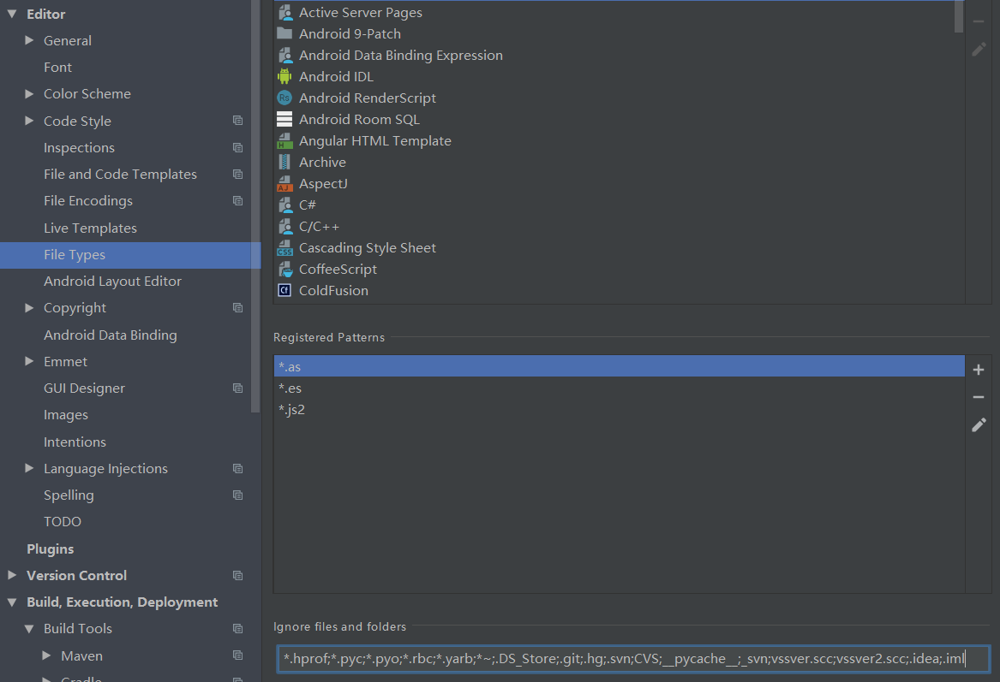 Editor
General
Font
Color Scheme
Code Style
Inspections
File and Code Templates
File Encodings
Live Templates
File Types
Android Layout Editor
Copyright
Android Data Binding
Emmet
GUI Designer
Images
Intentions
Language Injections
Spelling
TODO
Plugins
Version Control
Build, Execution, Deployment
Build Tools
Maven
Gradle
Active Server Pages
Android 9-Patch
Android Data Binding Expression
Android IDL
Rs Android RenderScript
Android Room SQL
H Angular HTML Template
Archive
AJ AspectJ
C#
C/C++
CSS Cascading Style Sheet
CoffeeScript
Cf ColdFusion
Registered Patterns
*.as
*.es
*.js2
Ignore files and folders
*.hprof;*.pyc;*.pyo;*.rbc;*.yarb;*~;.DS_Store;.git;.hg;.svn;CVS;__pycache__;_svn;vssver.scc;vssver2.scc;.idea;.iml